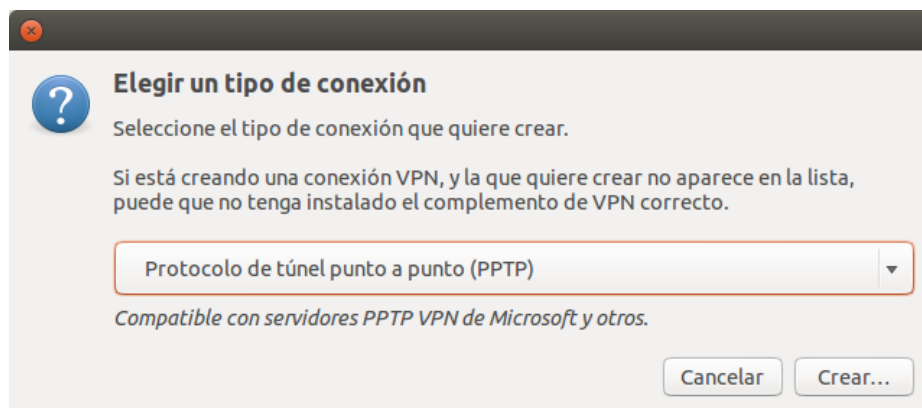 Elegir un tipo de conexión
Seleccione el tipo de conexión que quiere crear.
Si está creando una conexión VPN, y la que quiere crear no aparece en la lista,
puede que no tenga instalado el complemento de VPN correcto.
Protocolo de túnel punto a punto (PPTP)
Compatible con servidores PPTP VPN de Microsoft y otros.
Cancelar
Crear...